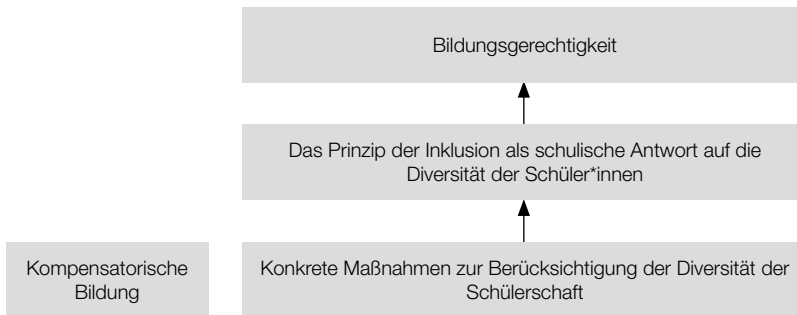 Bildungsgerechtigkeit
Das Prinzip der Inklusion als schulische Antwort auf die
Diversität der Schüler*innen
Kompensatorische
Bildung
Konkrete Maßnahmen zur Berücksichtigung der Diversität der
Schülerschaft